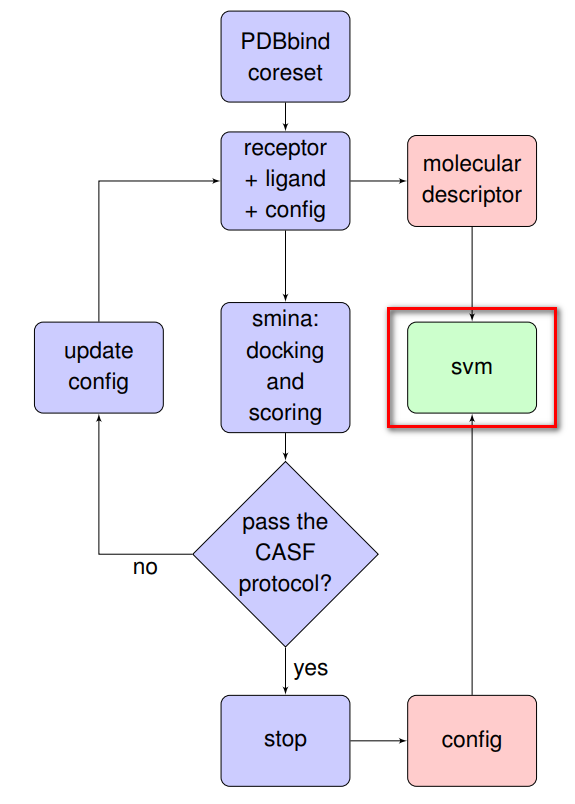 PDBbind
coreset
receptor
+ ligand
+ config
molecular
descriptor
smina:
docking
and
scoring
update
config
svm
pass the
CASF
protocol?
no
yes
stop
config